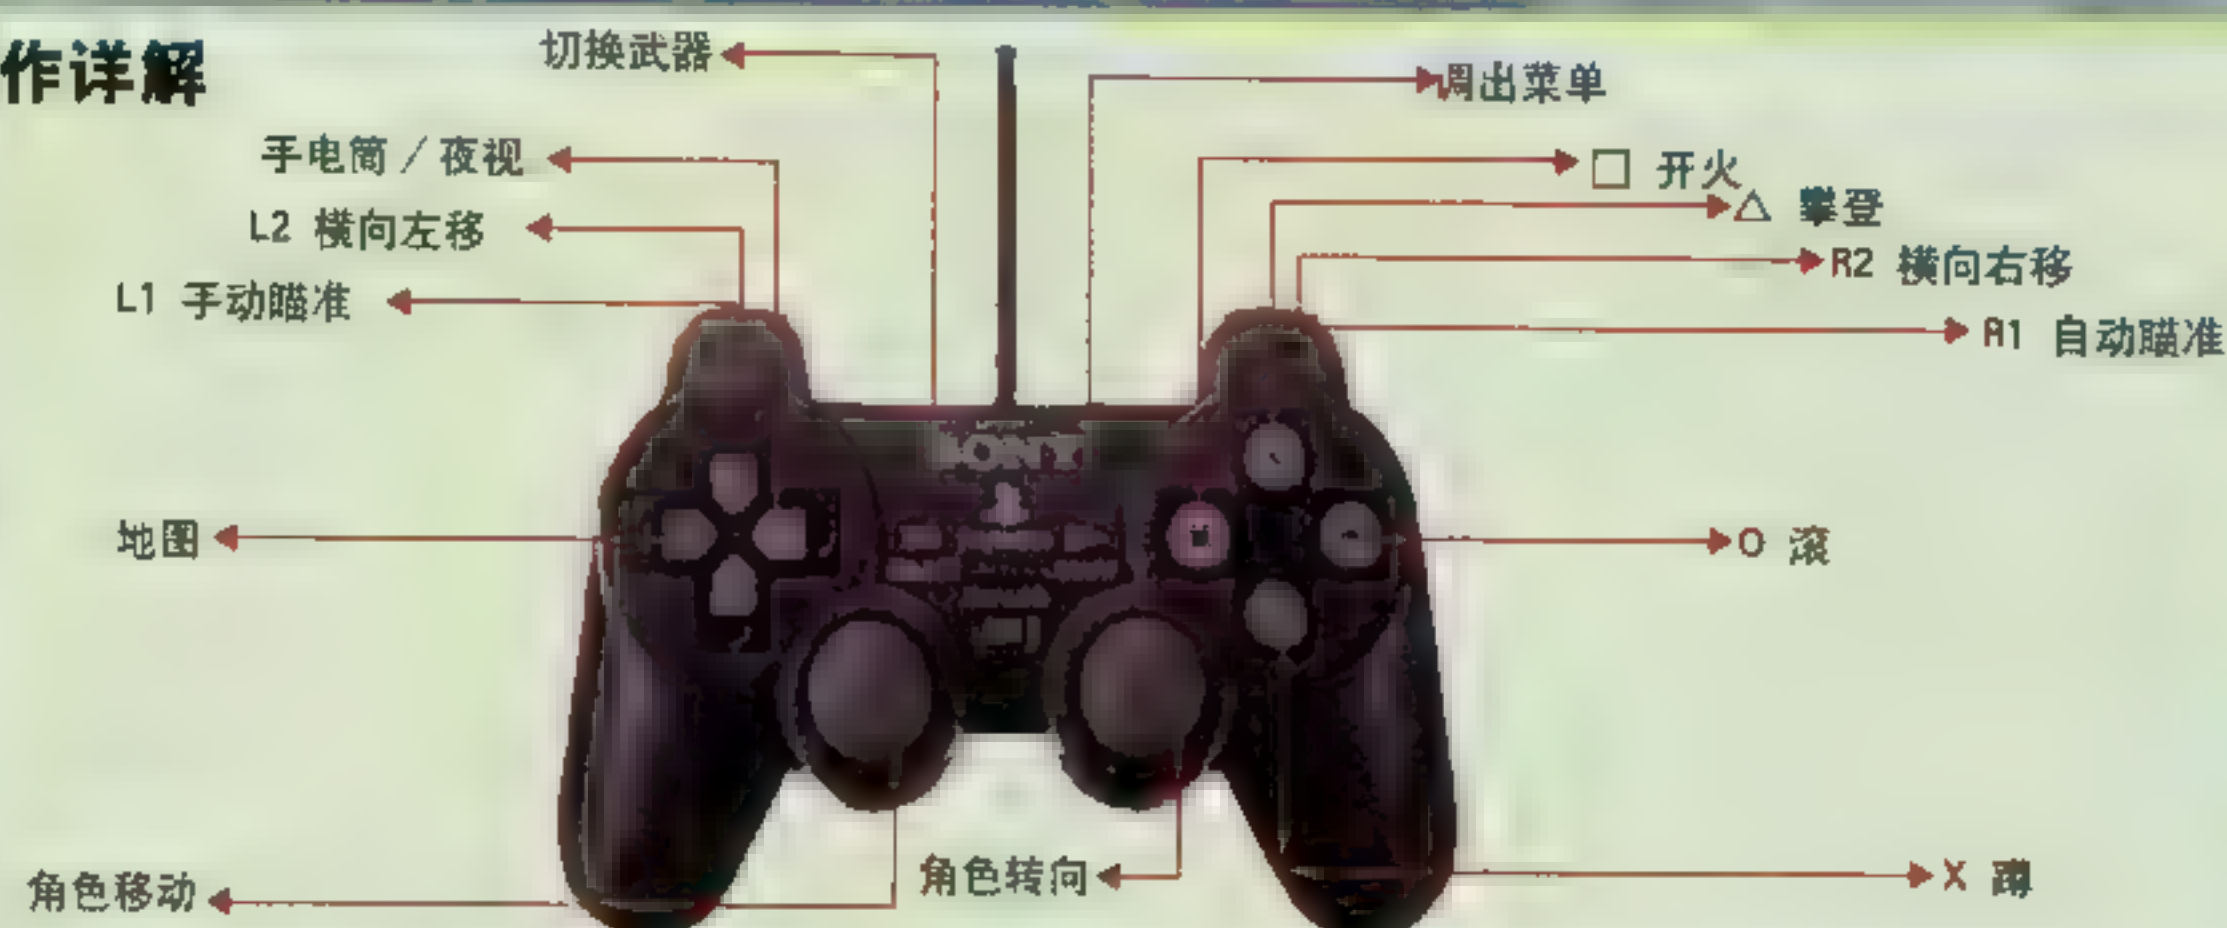 作详解
切换武器
调出菜单
手电筒／夜视
□ 开火
△ 攀登
L2 横向左移
R2 横向右移
L1 手动瞄准
R1 自动瞄准
地图
O 滚
角色转向
角色移动
X 蹲